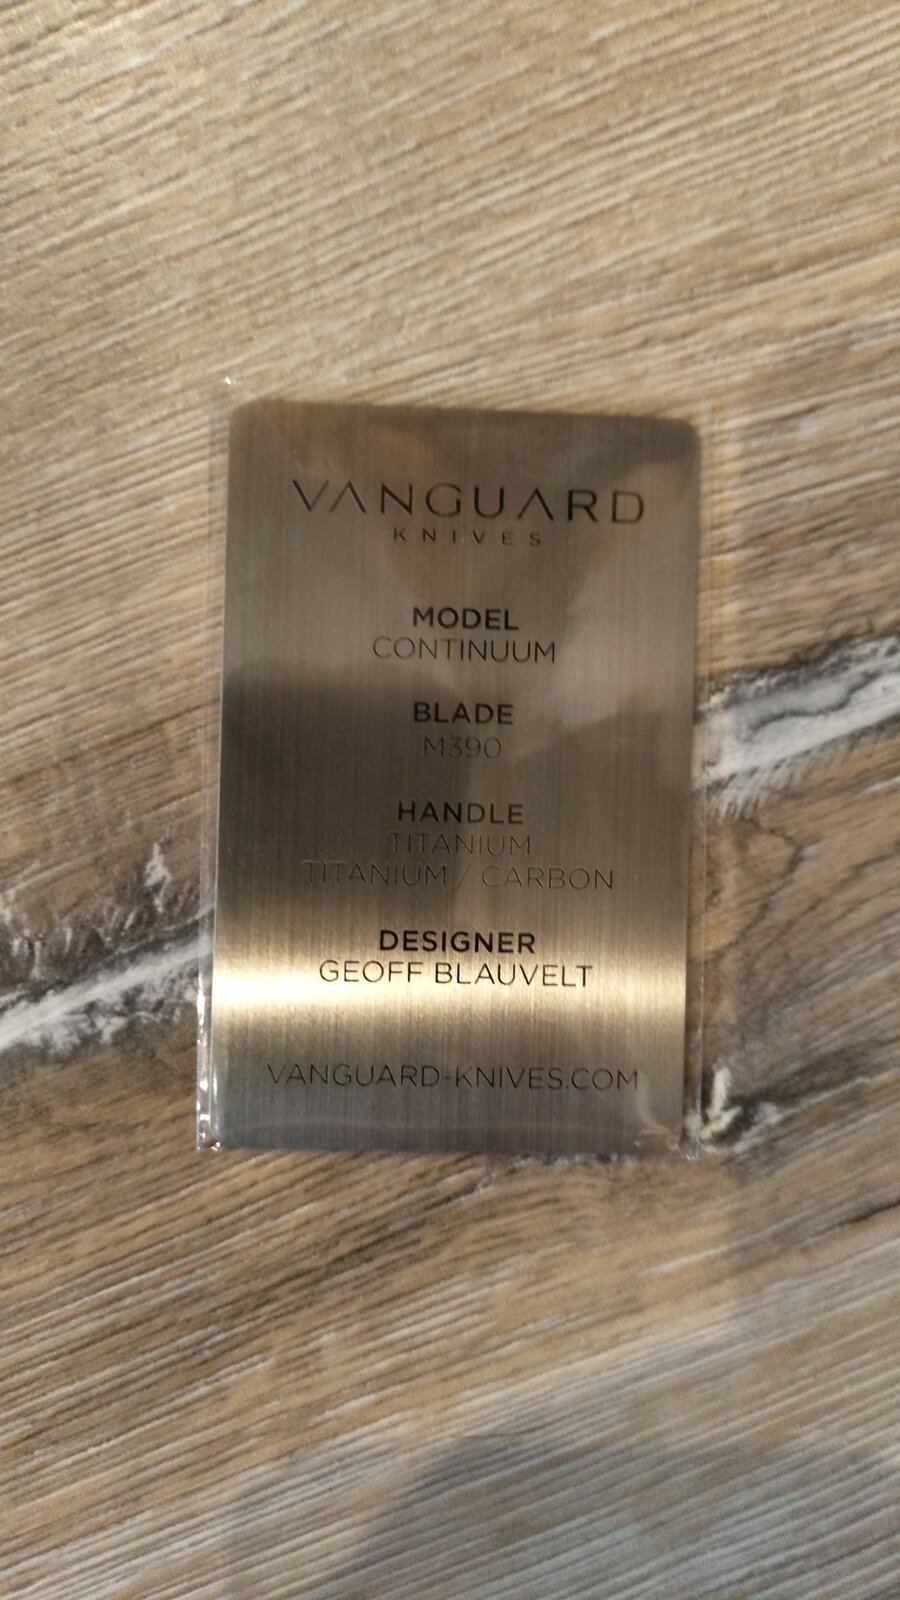 VANGUARD
KNIVES
MODEL
CONTINUUM
BLADE
M390
HANDLE
TITANIUM
TITANIUM / CARBON
DESIGNER
GEOFF BLAUVELT
VANGUARD-KNIVES.COM